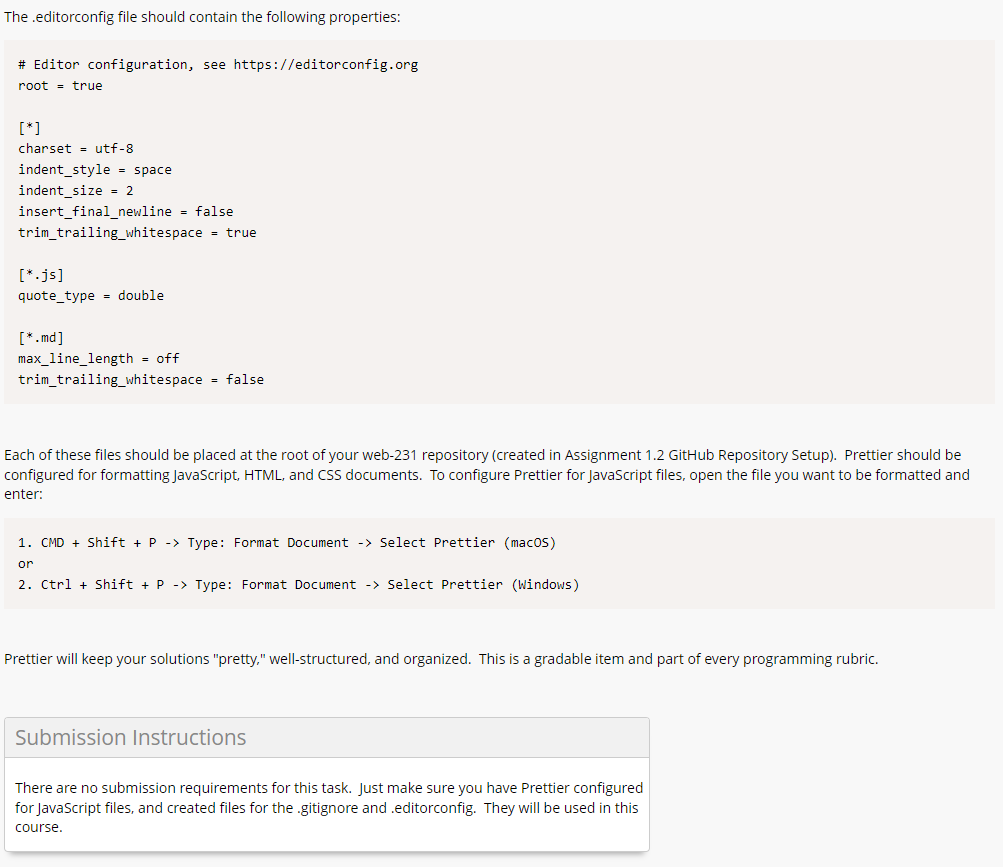 The .editorconfig file should contain the following properties:
# Editor configuration, see https://editorconfig.org
root = true
[*]
charset = utf-8
indent_style = space
indent_size = 2
insert_final_newline = false
trim_trailing_whitespace = true
[*.js]
quote_type = double
[*.md]
max_line_length = off
trim_trailing_whitespace = false
Each of these files should be placed at the root of your web-231 repository (created in Assignment 1.2 GitHub Repository Setup).  Prettier should be
configured for formatting JavaScript, HTML, and CSS documents.  To configure Prettier for JavaScript files, open the file you want to be formatted and
enter:
1. CMD + Shift + P -> Type: Format Document -> Select Prettier (macOS)
or
2. Ctrl + Shift + P -> Type: Format Document -> Select Prettier (Windows)
Prettier will keep your solutions "pretty," well-structured, and organized.  This is a gradable item and part of every programming rubric.
Submission Instructions
There are no submission requirements for this task.  Just make sure you have Prettier configured
for JavaScript files, and created files for the .gitignore and .editorconfig.  They will be used in this
course.